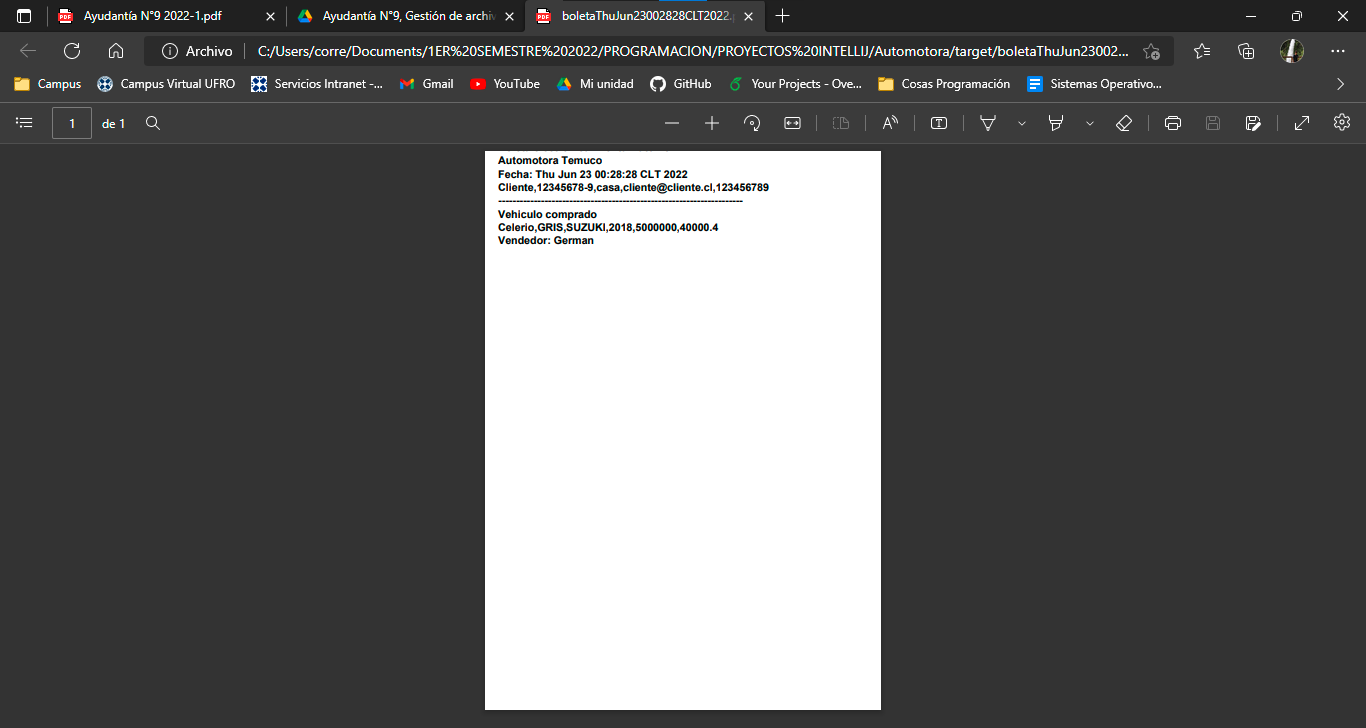 Ayudantía N°9 2022-1.pdf
Ayudantía N°9, Gestión de archiv
boletaThuJun23002828CLT2022.
Archivo
C:/Users/corre/Documents/1ER%20SEMESTRE%202022/PROGRAMACION/PROYECTOS%20INTELLIJ/Automotora/target/boletaThuJun23002...
Campus
Campus Virtual UFRO
Servicios Intranet -...
Gmail
YouTube
Mi unidad
GitHub
Your Projects - Ove...
Cosas Programación
Sistemas Operativo...
1
de 1
Automotora Temuco
Fecha: Thu Jun 23 00:28:28 CLT 2022
Cliente,12345678-9,casa,cliente@cliente.cl,123456789
--------------------------------------------------------------------
Vehiculo comprado
Celerio,GRIS,SUZUKI,2018,5000000,40000.4
Vendedor: German